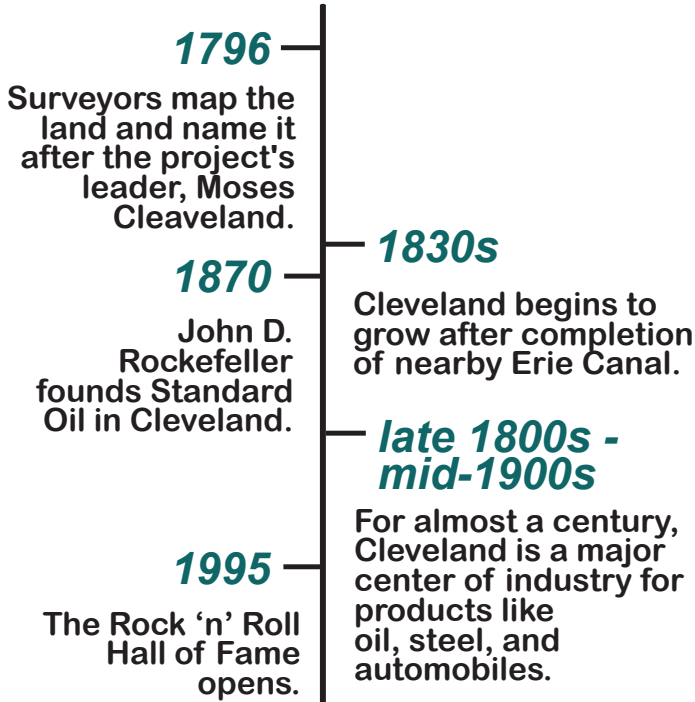 1796
Surveyors map the
land and name it
after the project's
leader, Moses
Cleaveland.
1830s
Cleveland begins to
grow after completion
of nearby Erie Canal.
1870
John D.
Rockefeller
founds Standard
Oil in Cleveland.
late 1800s -
mid-1900s
For almost a century,
Cleveland is a major
center of industry for
products like
oil, steel, and
automobiles.
1995
The Rock ‘n’ Roll
Hall of Fame
opens.